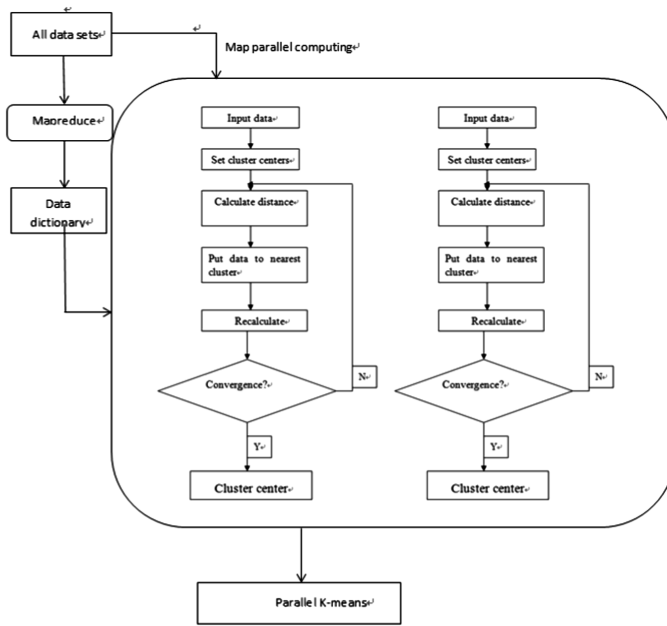 All data sets
Map parallel computing
Mapreduce
Data
dictionary
Input data
Set cluster centers
Calculate distance
Put data to nearest
cluster
Recalculate
Convergence?
N
Y
Cluster center
Input data
Set cluster centers
Calculate distance
Put data to nearest
cluster
Recalculate
Convergence?
N
Y
Cluster center
Parallel K-means